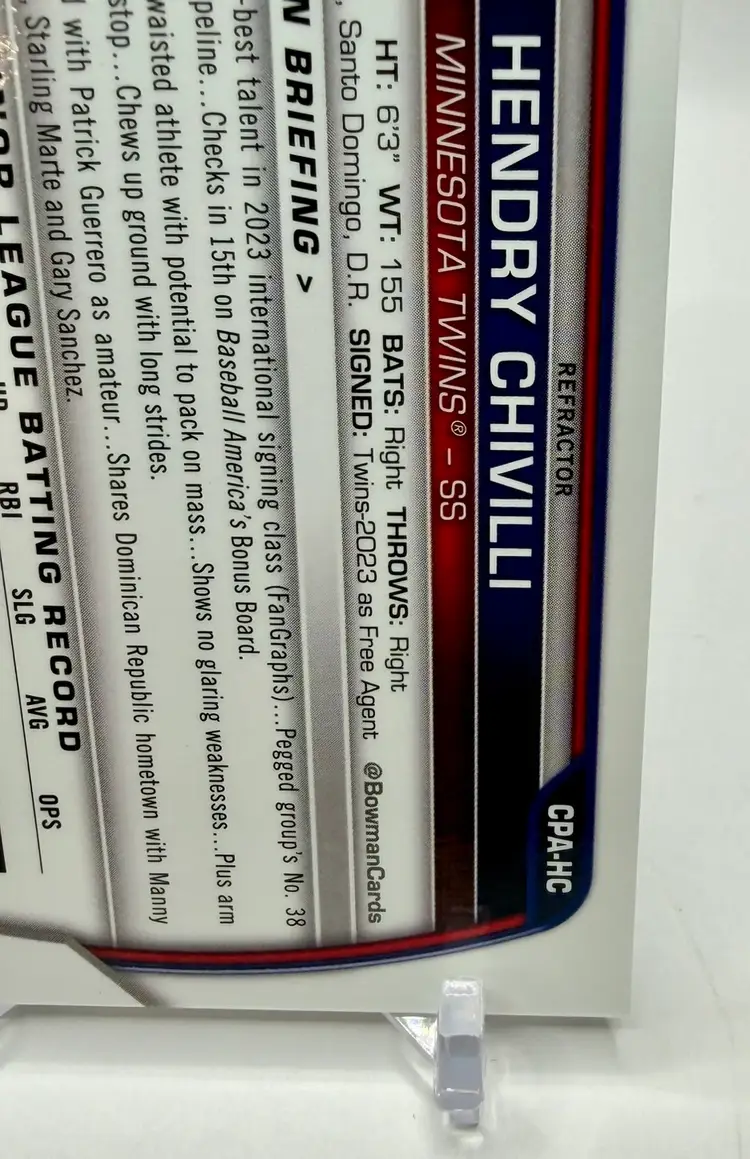 REFRACTOR
CPA-HC
HENDRY CHIVILLI
MINNESOTA TWINS® – SS
HT: 6'3" WT: 155 BATS: Right THROWS: Right
, Santo Domingo, D.R. SIGNED: Twins-2023 as Free Agent @BowmanCards
N BRIEFING >
-best talent in 2023 international signing class (FanGraphs)...Pegged group's No. 38
peline...Checks in 15th on Baseball America's Bonus Board.
waisted athlete with potential to pack on mass...Shows no glaring weaknesses...Plus arm
stop...Chews up ground with long strides.
with Patrick Guerrero as amateur...Shares Dominican Republic hometown with Manny
, Starling Marte and Gary Sanchez.
LEAGUE BATTING RECORD
RBI SLG AVG OPS